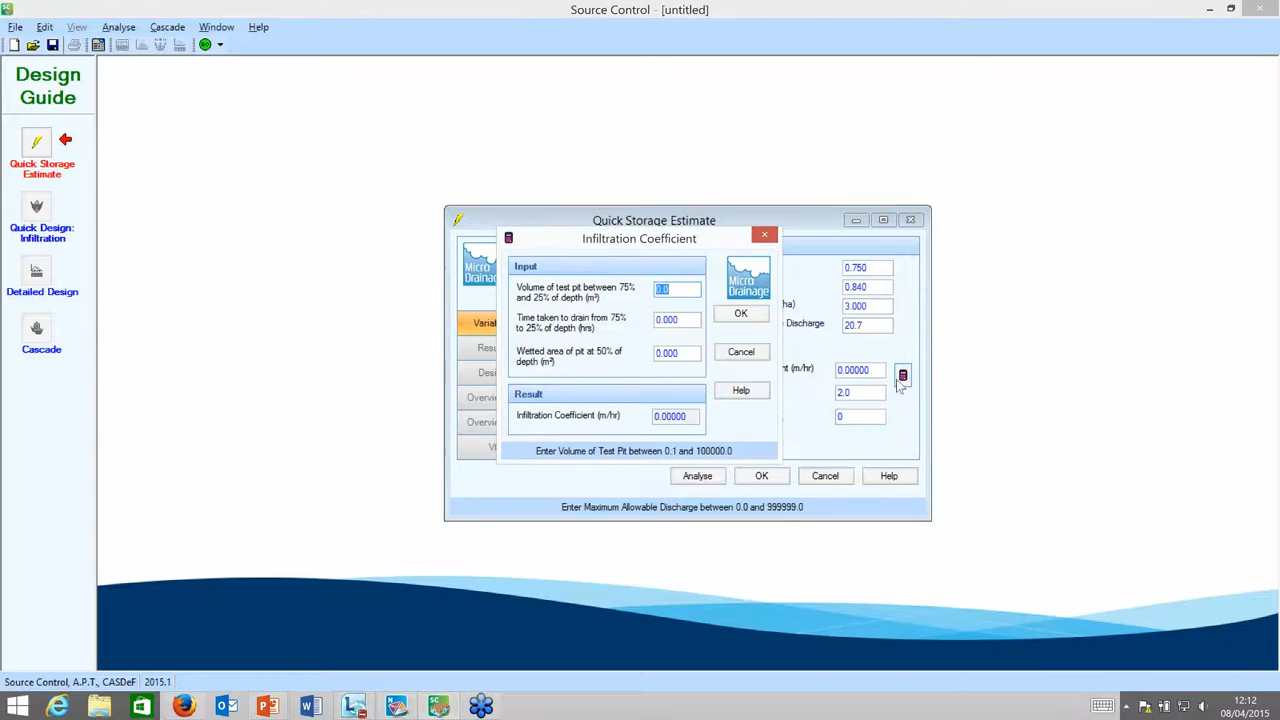 Source Control - [untitled]
File Edit View Analyse Cascade Window Help
Design
Guide
Quick Storage
Estimate
Quick Design:
Infiltration
Detailed Design
Cascade
Quick Storage Estimate
Infiltration Coefficient
Input
Volume of test pit between 75%
and 25% of depth (m³)
0.0
Time taken to drain from 75%
to 25% of depth (hrs)
0.000
Wetted area of pit at 50% of
depth (m²)
0.000
Result
Infiltration Coefficient (m/hr)
0.00000
Micro
Drainage
OK
Cancel
Help
Enter Volume of Test Pit between 0.1 and 100000.0
Micro
0.750
0.840
ha)
3.000
Discharge
20.7
(m/hr)
0.00000
2.0
0
Analyse OK Cancel Help
Enter Maximum Allowable Discharge between 0.0 and 999999.0
Source Control, A.P.T., CASDeF 2015.1
12:12
08/04/2015